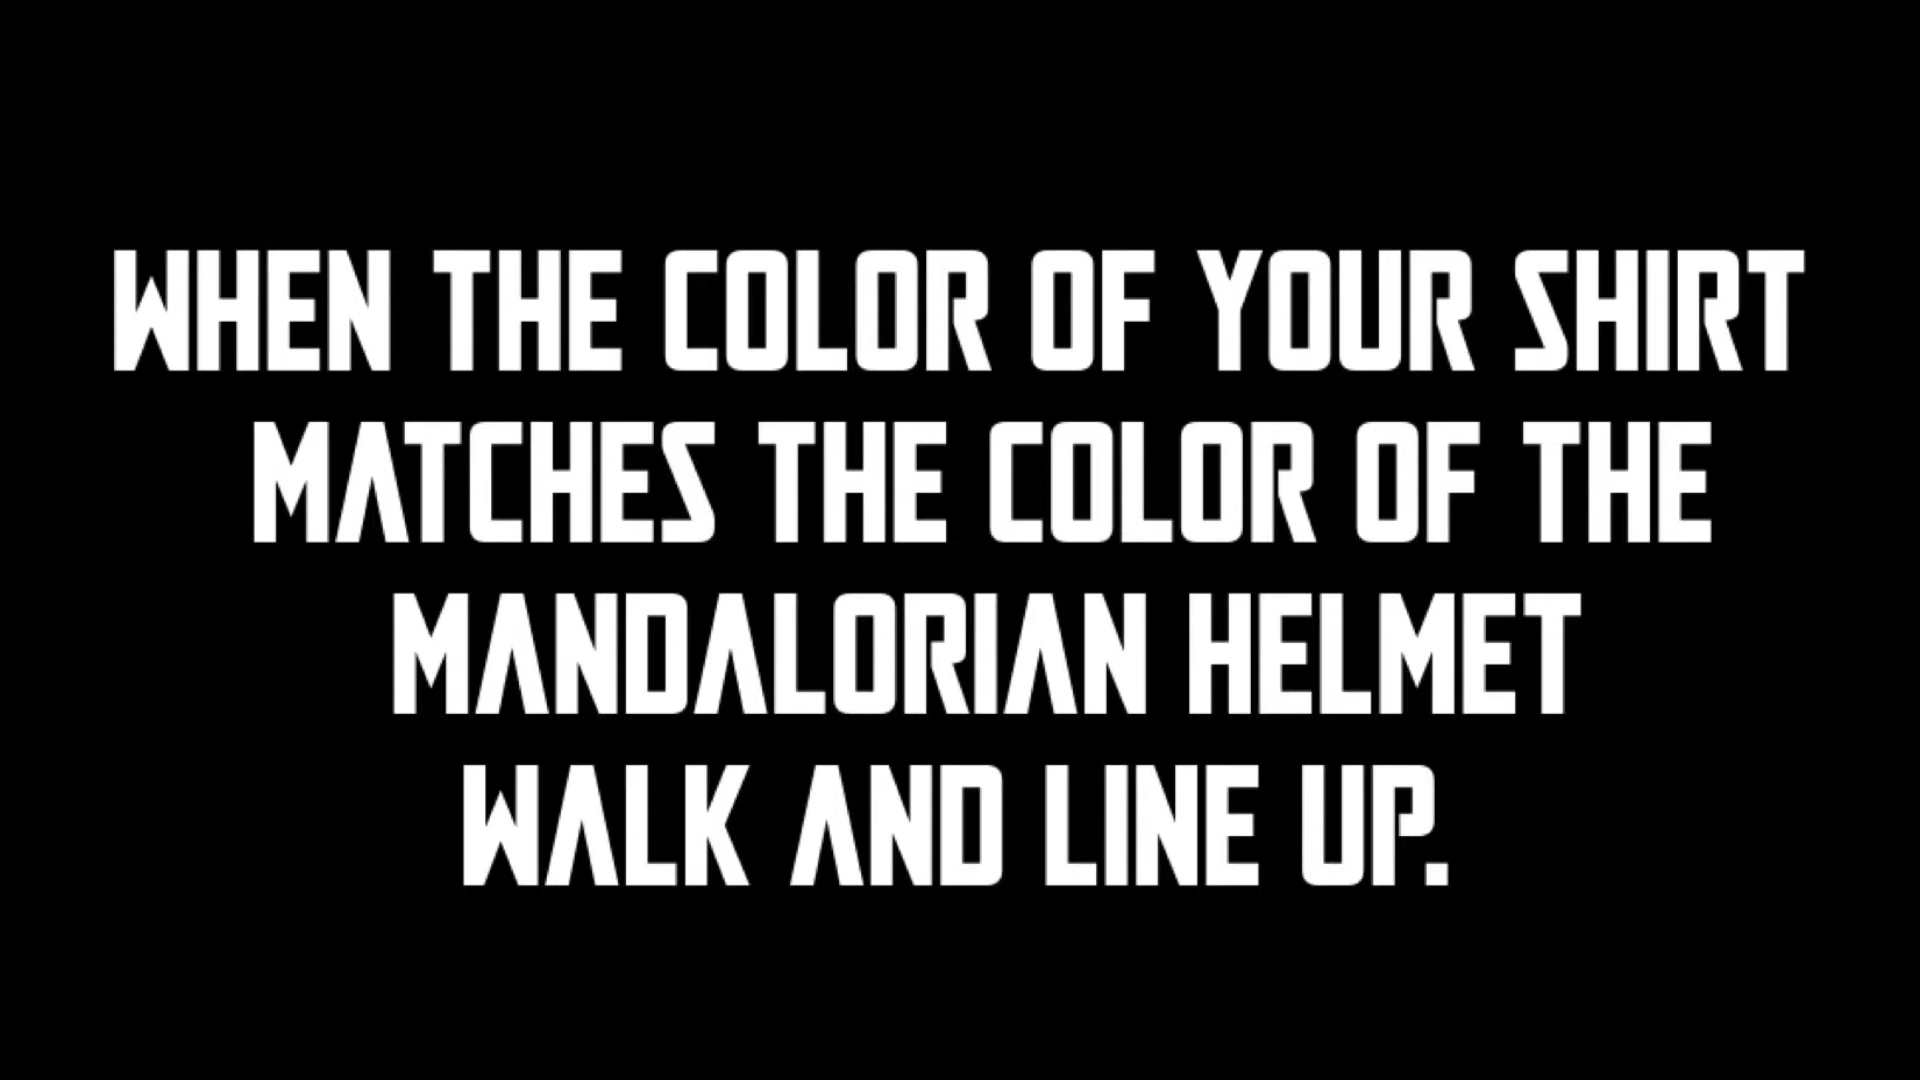 WHEN THE COLOR OF YOUR SHIRT
MATCHES THE COLOR OF THE
MANDALORIAN HELMET
WALK AND LINE UP.